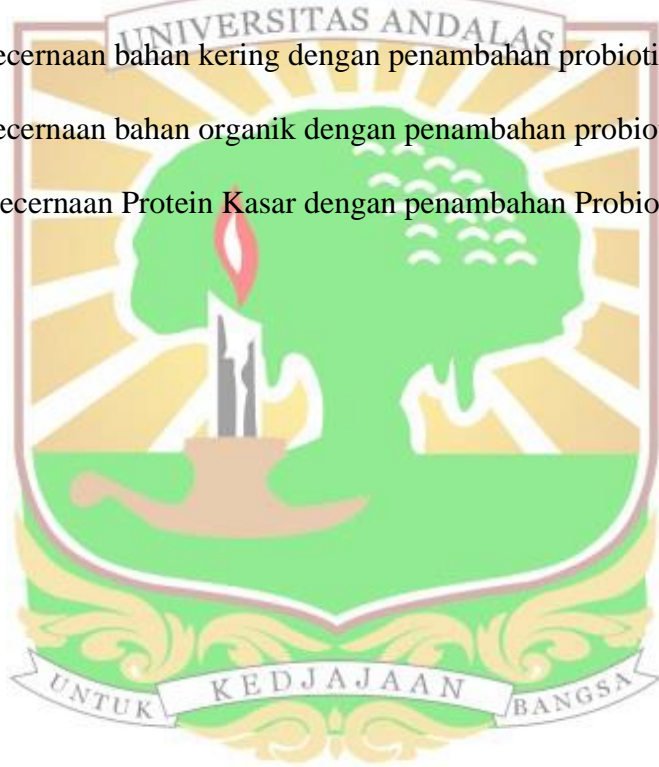 UNIVERSITAS ANDALAS
ecernaan bahan kering dengan penambahan probioti
ecernaan bahan organik dengan penambahan probio
ecernaan Protein Kasar dengan penambahan Probio
UNTUK KEDJAJAAN BANGSA